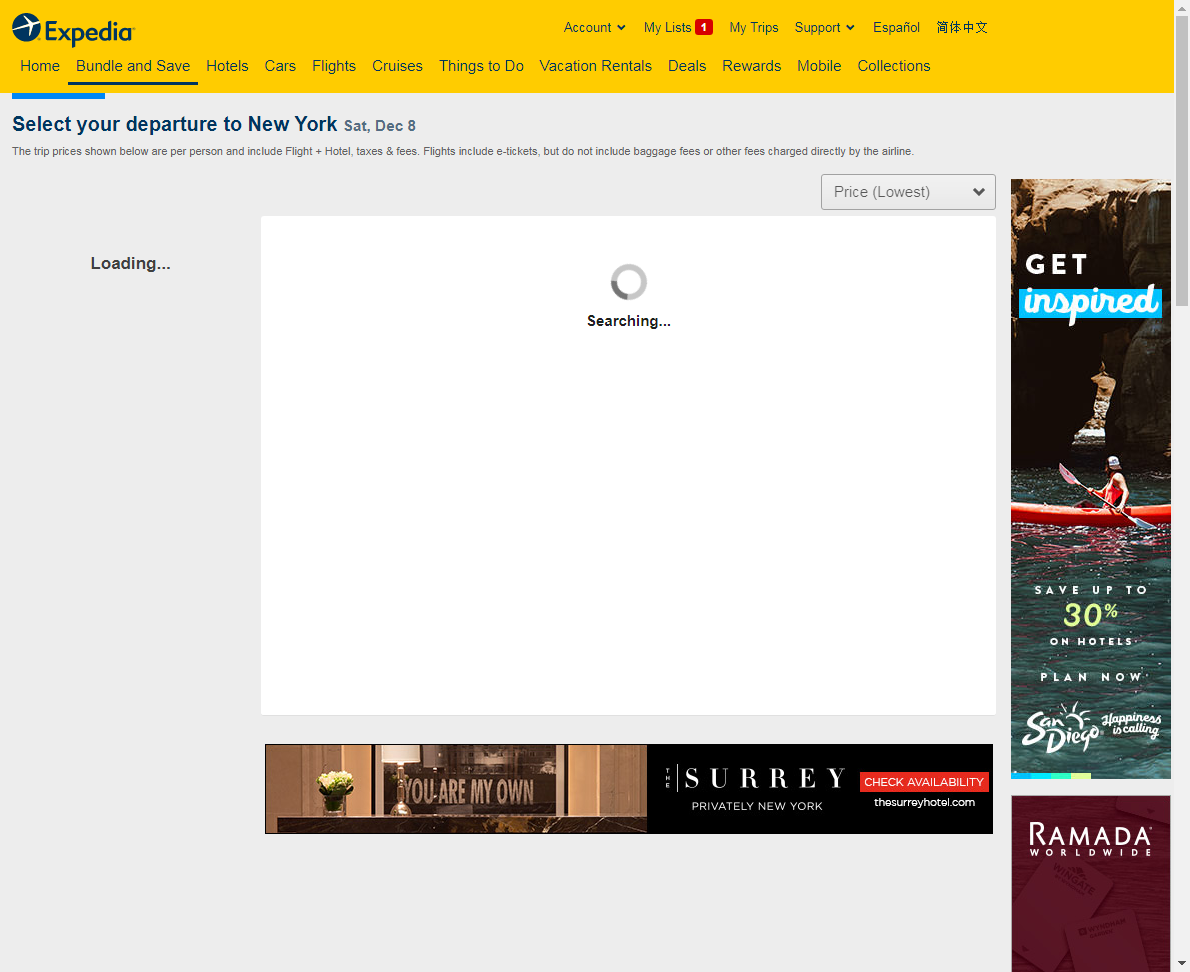 Expedia
Account
My Lists 1
My Trips
Support
Español
简体中文
Home
Bundle and Save
Hotels
Cars
Flights
Cruises
Things to Do
Vacation Rentals
Deals
Rewards
Mobile
Collections
Select your departure to New York Sat, Dec 8
The trip prices shown below are per person and include Flight + Hotel, taxes & fees. Flights include e-tickets, but do not include baggage fees or other fees charged directly by the airline.
Price (Lowest)
Loading...
Searching...
GET
inspired
SAVE UP TO
30%
ON HOTELS
PLAN NOW
San Diego
Happiness
is calling
YOU ARE MY OWN
THE SURREY
PRIVATELY NEW YORK
CHECK AVAILABILITY
thesurreyhotel.com
RAMADA
WORLDWIDE
WINGATE
WYNDHAM